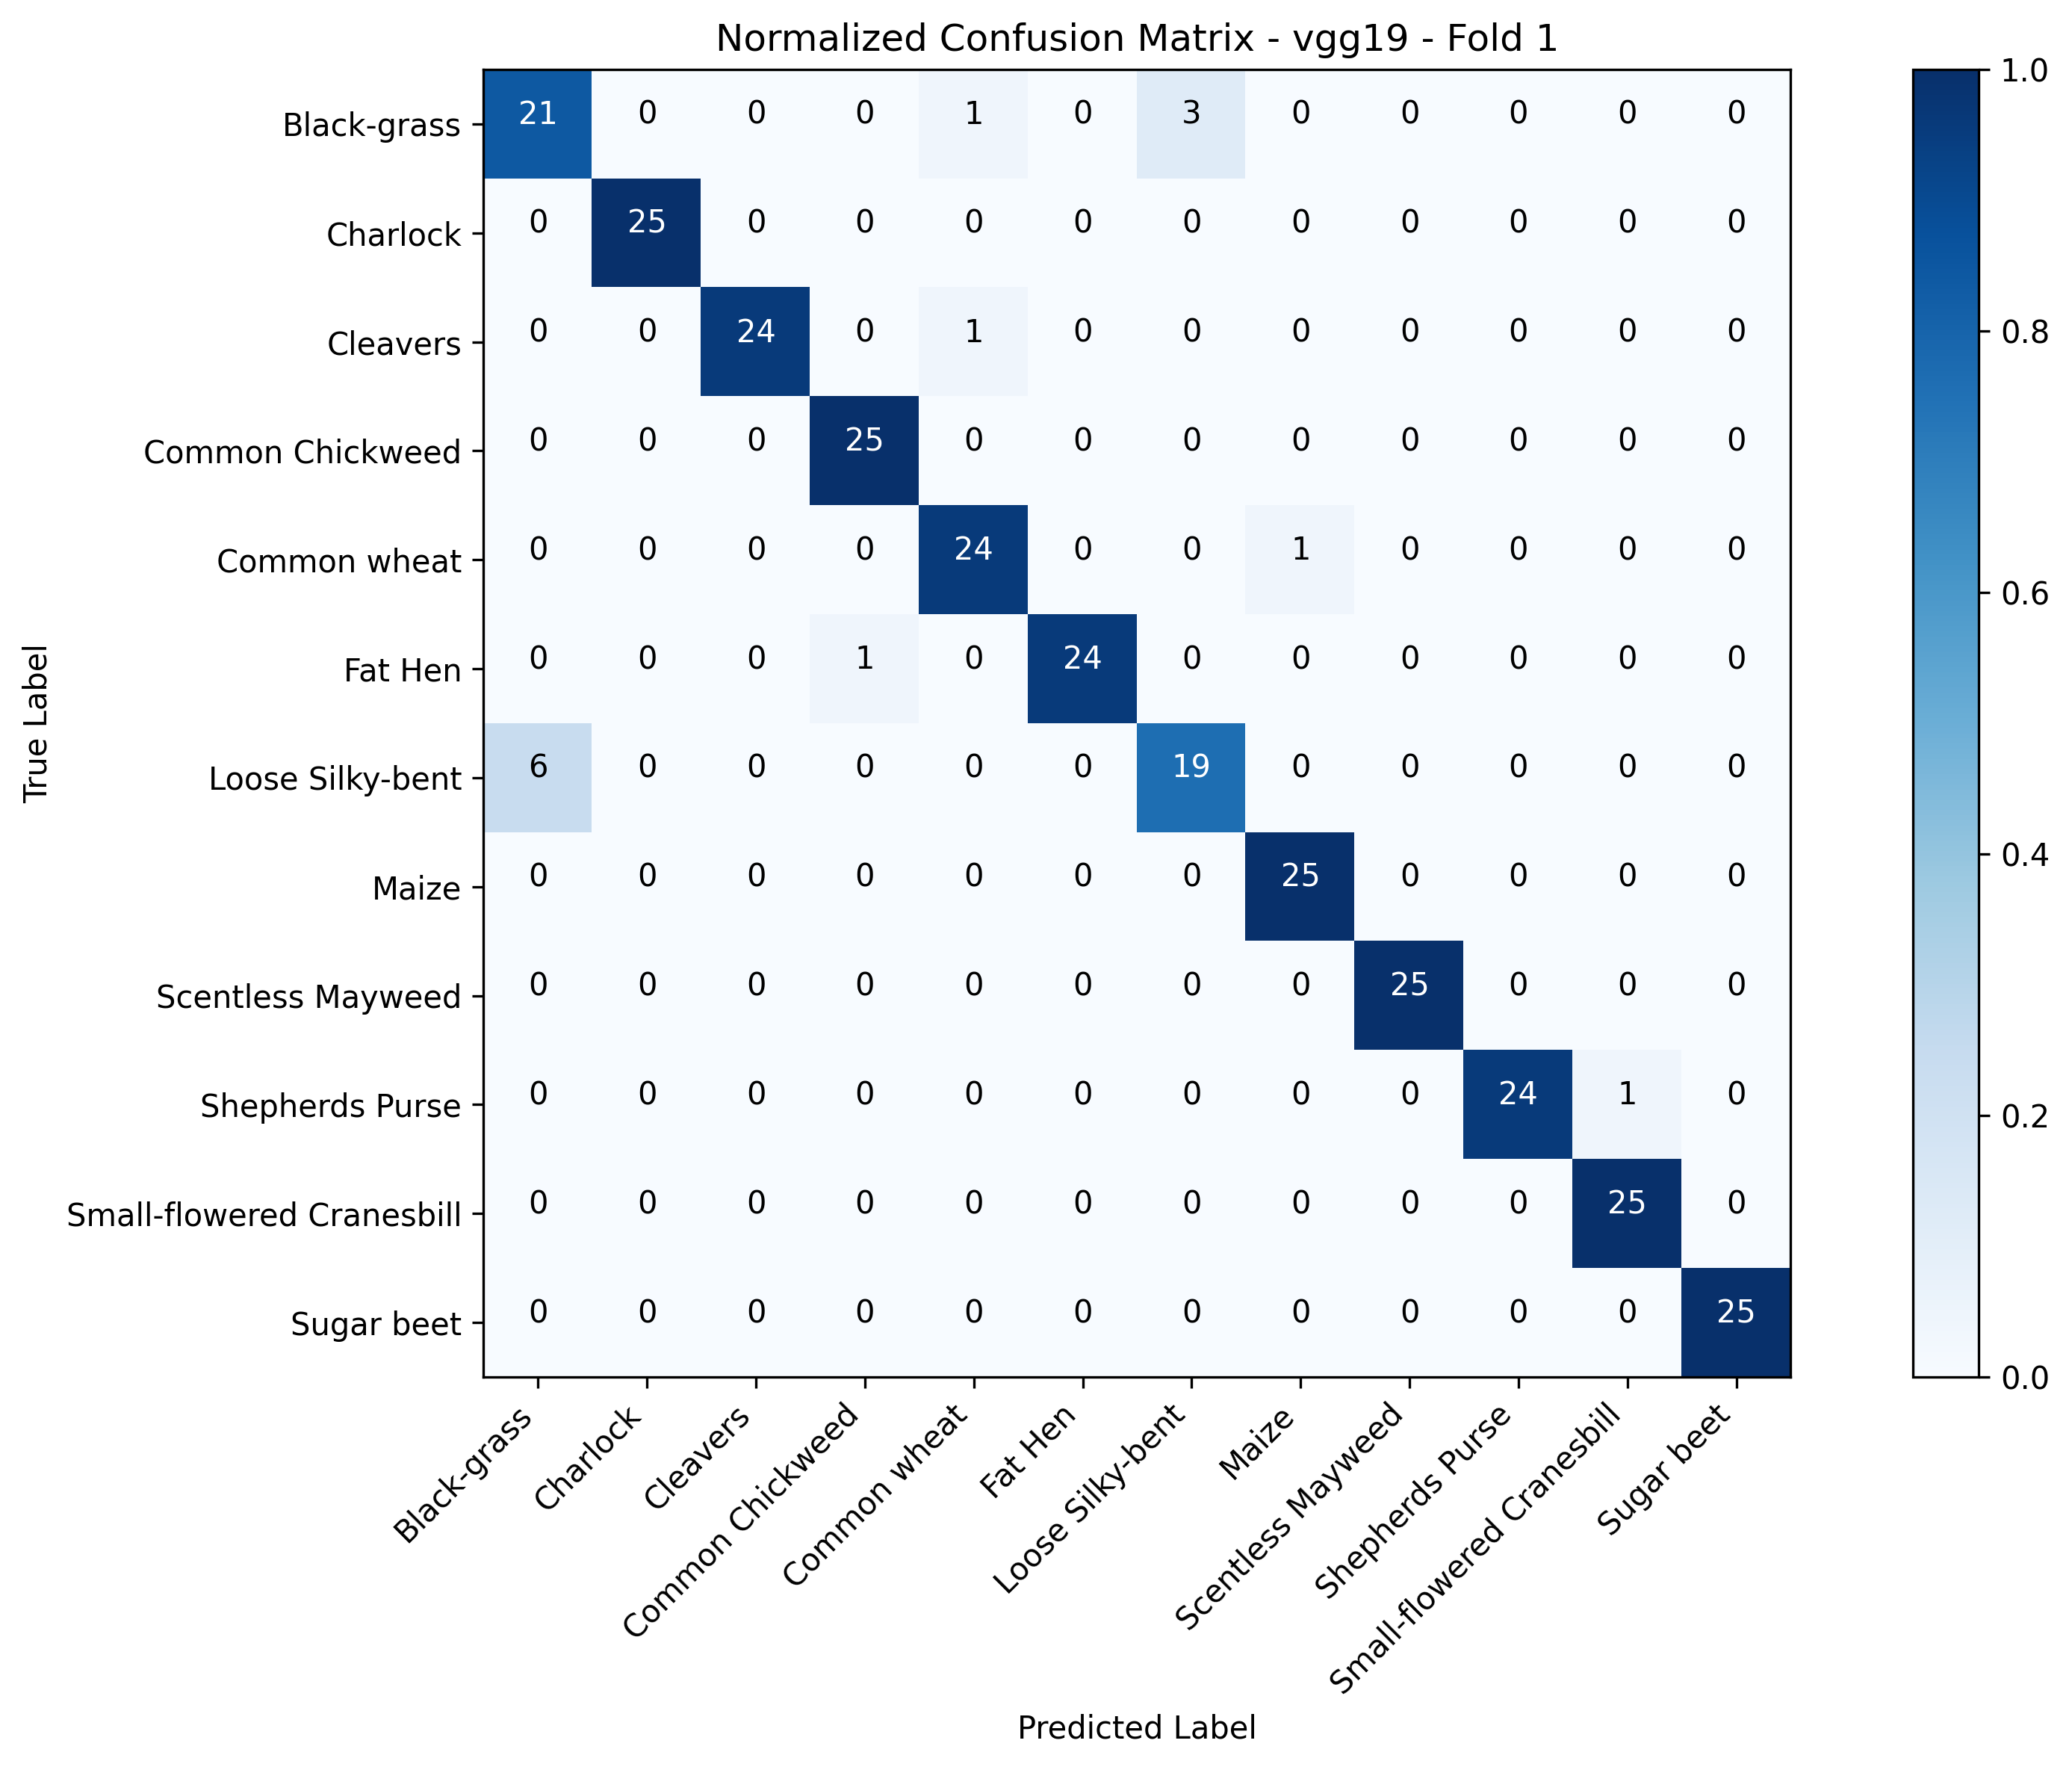 Normalized Confusion Matrix - vgg19 - Fold 1
True Label
Black-grass 21 0 0 0 1 0 3 0 0 0 0 0
Charlock 0 25 0 0 0 0 0 0 0 0 0 0
Cleavers 0 0 24 0 1 0 0 0 0 0 0 0
Common Chickweed 0 0 0 25 0 0 0 0 0 0 0 0
Common wheat 0 0 0 0 24 0 0 1 0 0 0 0
Fat Hen 0 0 0 1 0 24 0 0 0 0 0 0
Loose Silky-bent 6 0 0 0 0 0 19 0 0 0 0 0
Maize 0 0 0 0 0 0 0 25 0 0 0 0
Scentless Mayweed 0 0 0 0 0 0 0 0 25 0 0 0
Shepherds Purse 0 0 0 0 0 0 0 0 0 24 1 0
Small-flowered Cranesbill 0 0 0 0 0 0 0 0 0 0 25 0
Sugar beet 0 0 0 0 0 0 0 0 0 0 0 25
Black-grass
Charlock
Cleavers
Common Chickweed
Common wheat
Fat Hen
Loose Silky-bent
Maize
Scentless Mayweed
Shepherds Purse
Small-flowered Cranesbill
Sugar beet
Predicted Label
1.0
0.8
0.6
0.4
0.2
0.0